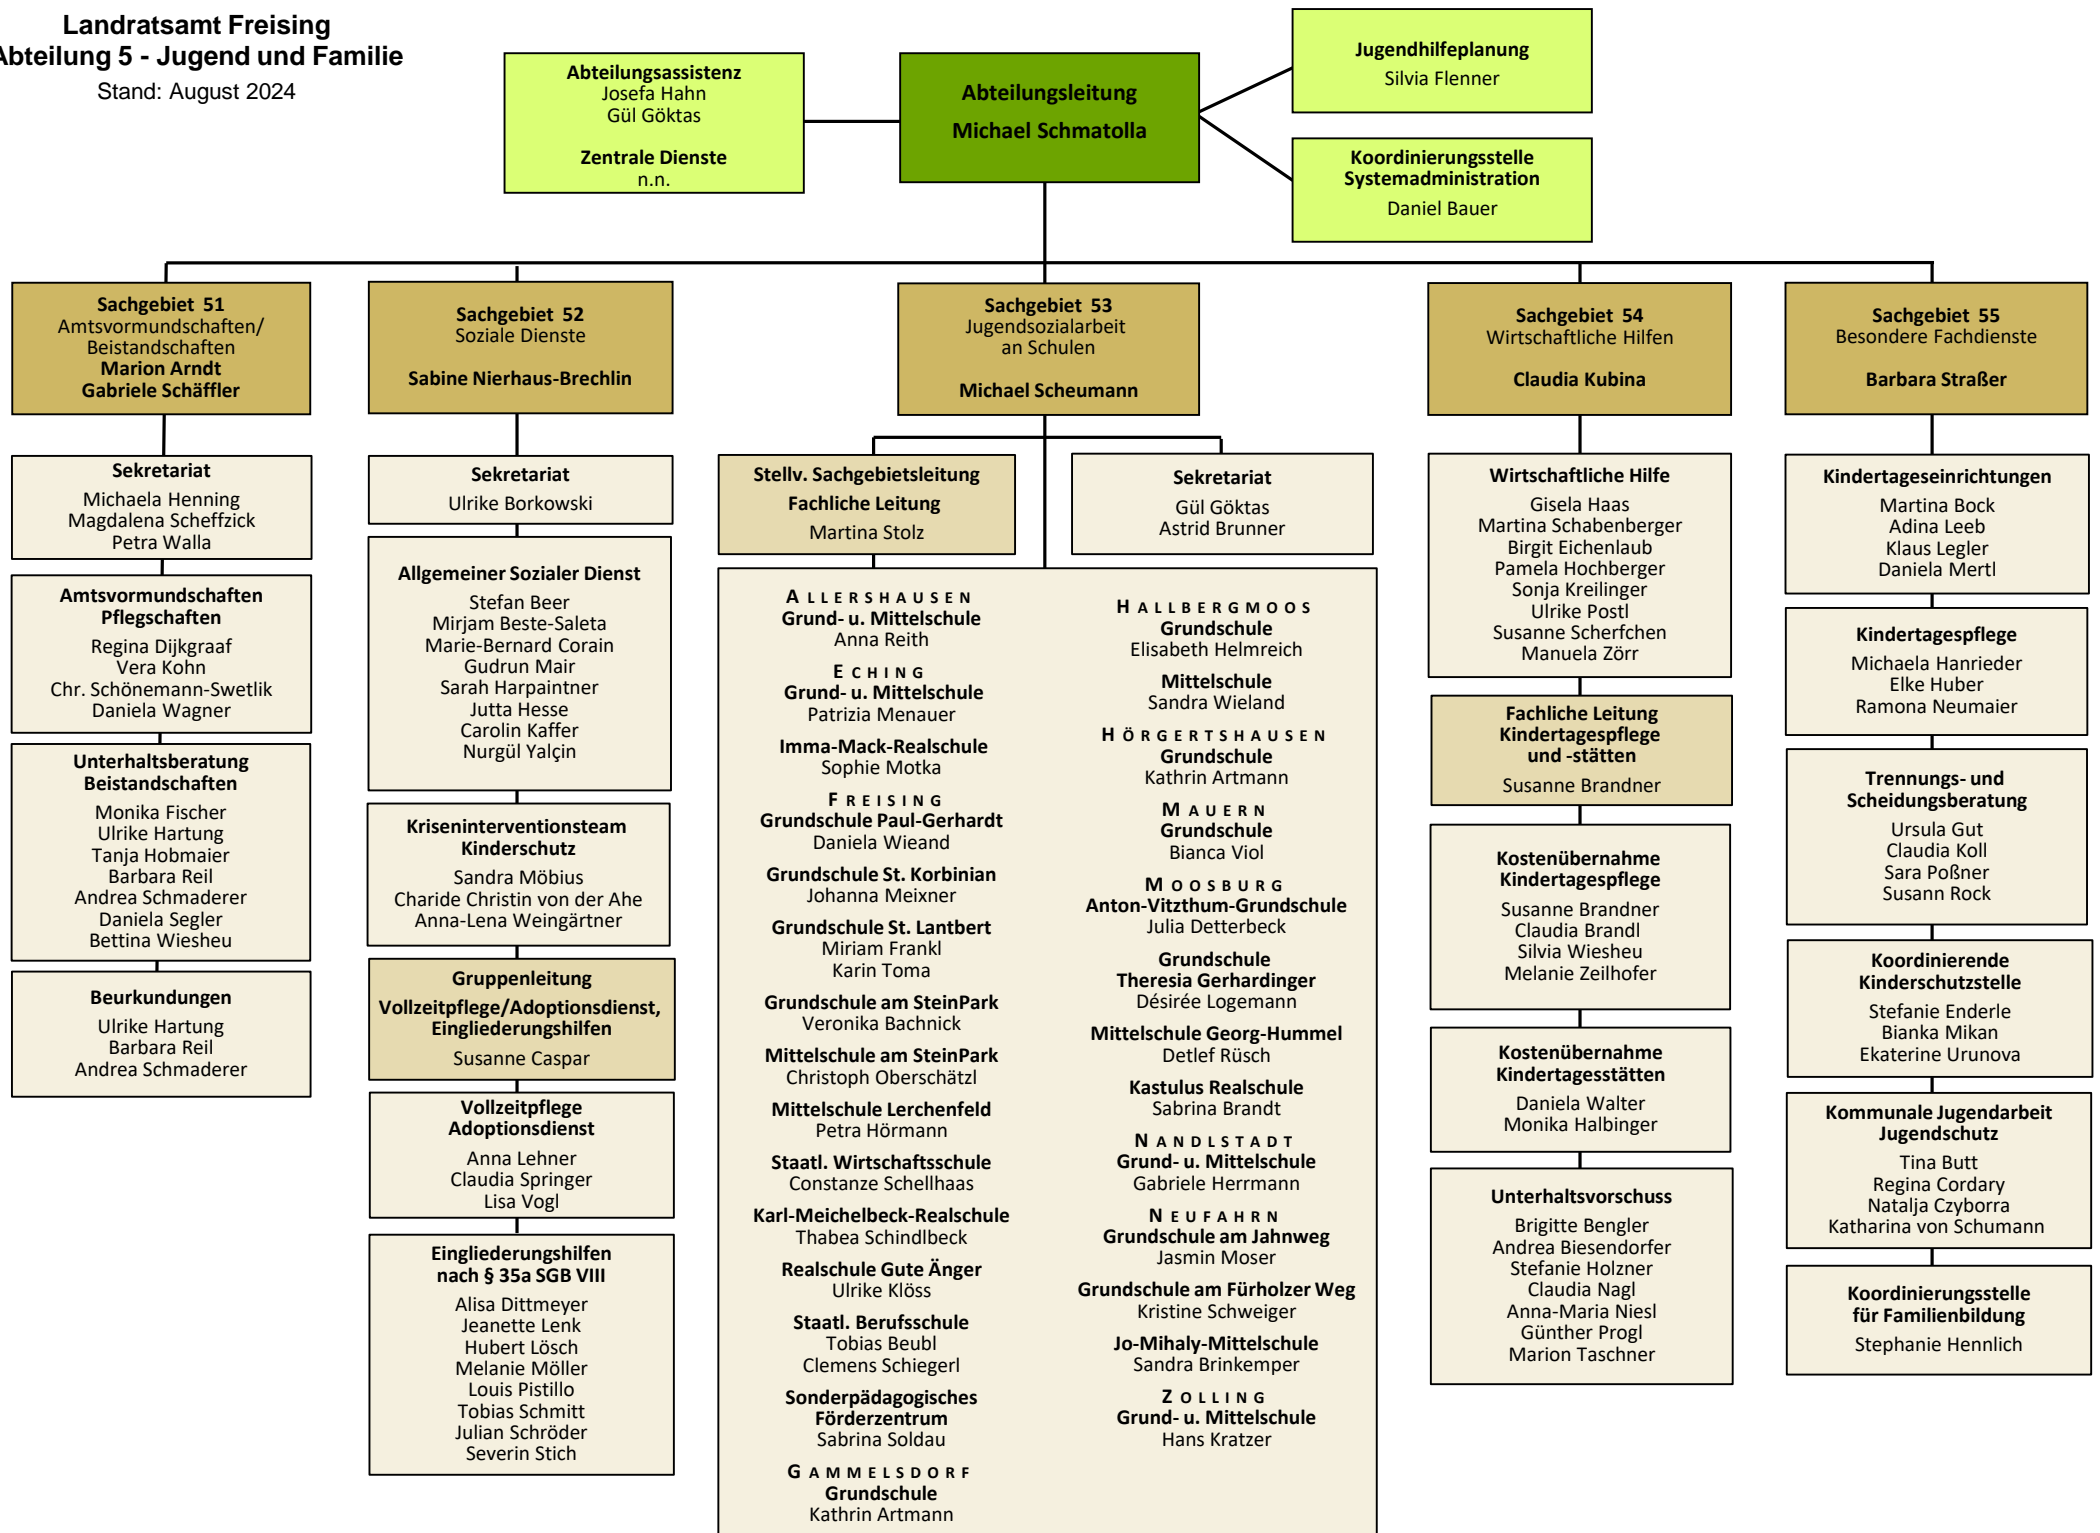 Landratsamt Freising
Abteilung 5 - Jugend und Familie
Stand: August 2024
Abteilungsassistenz
Josefa Hahn
Gül Göktas
Zentrale Dienste
n.n.
Abteilungsleitung
Michael Schmatolla
Jugendhilfeplanung
Silvia Flenner
Koordinierungsstelle
Systemadministration
Daniel Bauer
Sachgebiet 51
Amtsvormundschaften/
Beistandschaften
Marion Arndt
Gabriele Schäffler
Sekretariat
Michaela Henning
Magdalena Scheffzick
Petra Walla
Amtsvormundschaften
Pflegschaften
Regina Dijkgraaf
Vera Kohn
Chr. Schönemann-Swetlik
Daniela Wagner
Unterhaltsberatung
Beistandschaften
Monika Fischer
Ulrike Hartung
Tanja Hobmaier
Barbara Reil
Andrea Schmaderer
Daniela Segler
Bettina Wiesheu
Beurkundungen
Ulrike Hartung
Barbara Reil
Andrea Schmaderer
Sachgebiet 52
Soziale Dienste
Sabine Nierhaus-Brechlin
Sekretariat
Ulrike Borkowski
Allgemeiner Sozialer Dienst
Stefan Beer
Mirjam Beste-Saleta
Marie-Bernard Corain
Gudrun Mair
Sarah Harpaintner
Jutta Hesse
Carolin Kaffer
Nurgül Yalçin
Kriseninterventionsteam
Kinderschutz
Sandra Möbius
Charide Christin von der Ahe
Anna-Lena Weingärtner
Gruppenleitung
Vollzeitpflege/Adoptionsdienst,
Eingliederungshilfen
Susanne Caspar
Vollzeitpflege
Adoptionsdienst
Anna Lehner
Claudia Springer
Lisa Vogl
Eingliederungshilfen
nach § 35a SGB VIII
Alisa Dittmeyer
Jeanette Lenk
Hubert Lösch
Melanie Möller
Louis Pistillo
Tobias Schmitt
Julian Schröder
Severin Stich
Sachgebiet 53
Jugendsozialarbeit
an Schulen
Michael Scheumann
Stellv. Sachgebietsleitung
Fachliche Leitung
Martina Stolz
Sekretariat
Gül Göktas
Astrid Brunner
ALLERSHAUSEN
Grund- u. Mittelschule
Anna Reith
ECHING
Grund- u. Mittelschule
Patrizia Menauer
Imma-Mack-Realschule
Sophie Motka
FREISING
Grundschule Paul-Gerhardt
Daniela Wieand
Grundschule St. Korbinian
Johanna Meixner
Grundschule St. Lantbert
Miriam Frankl
Karin Toma
Grundschule am SteinPark
Veronika Bachnick
Mittelschule am SteinPark
Christoph Oberschätzl
Mittelschule Lerchenfeld
Petra Hörmann
Staatl. Wirtschaftsschule
Constanze Schellhaas
Karl-Meichelbeck-Realschule
Thabea Schindlbeck
Realschule Gute Änger
Ulrike Klöss
Staatl. Berufsschule
Tobias Beubl
Clemens Schiegerl
Sonderpädagogisches
Förderzentrum
Sabrina Soldau
GAMMELSDORF
Grundschule
Kathrin Artmann
HALLBERGMOOS
Grundschule
Elisabeth Helmreich
Mittelschule
Sandra Wieland
HÖRGERTSHAUSEN
Grundschule
Kathrin Artmann
MAUERN
Grundschule
Bianca Viol
MOOSBURG
Anton-Vitzthum-Grundschule
Julia Detterbeck
Grundschule
Theresia Gerhardinger
Désirée Logemann
Mittelschule Georg-Hummel
Detlef Rüsch
Kastulus Realschule
Sabrina Brandt
NANDLSTADT
Grund- u. Mittelschule
Gabriele Herrmann
NEUFAHRN
Grundschule am Jahnweg
Jasmin Moser
Grundschule am Fürholzer Weg
Kristine Schweiger
Jo-Mihaly-Mittelschule
Sandra Brinkemper
ZOLLING
Grund- u. Mittelschule
Hans Kratzer
Sachgebiet 54
Wirtschaftliche Hilfen
Claudia Kubina
Wirtschaftliche Hilfe
Gisela Haas
Martina Schabenberger
Birgit Eichenlaub
Pamela Hochberger
Sonja Kreilinger
Ulrike Postl
Susanne Scherfchen
Manuela Zörr
Fachliche Leitung
Kindertagespflege
und -stätten
Susanne Brandner
Kostenübernahme
Kindertagespflege
Susanne Brandner
Claudia Brandl
Silvia Wiesheu
Melanie Zeilhofer
Kostenübernahme
Kindertagesstätten
Daniela Walter
Monika Halbinger
Unterhaltsvorschuss
Brigitte Bengler
Andrea Biesendorfer
Stefanie Holzner
Claudia Nagl
Anna-Maria Niesl
Günther Progl
Marion Taschner
Sachgebiet 55
Besondere Fachdienste
Barbara Straßer
Kindertageseinrichtungen
Martina Bock
Adina Leeb
Klaus Legler
Daniela Mertl
Kindertagespflege
Michaela Hanrieder
Elke Huber
Ramona Neumaier
Trennungs- und
Scheidungsberatung
Ursula Gut
Claudia Koll
Sara Poßner
Susann Rock
Koordinierende
Kinderschutzstelle
Stefanie Enderle
Bianka Mikan
Ekaterine Urunova
Kommunale Jugendarbeit
Jugendschutz
Tina Butt
Regina Cordary
Natalja Czyborra
Katharina von Schumann
Koordinierungsstelle
für Familienbildung
Stephanie Hennlich